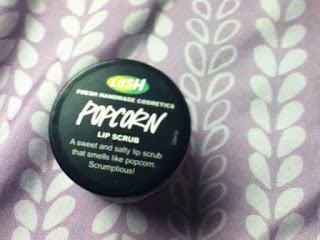 LUSH
FRESH HANDMADE COSMETICS
POPCORN
LIP SCRUB
A sweet and salty lip scrub
that smells like popcorn.
Scrumptious!